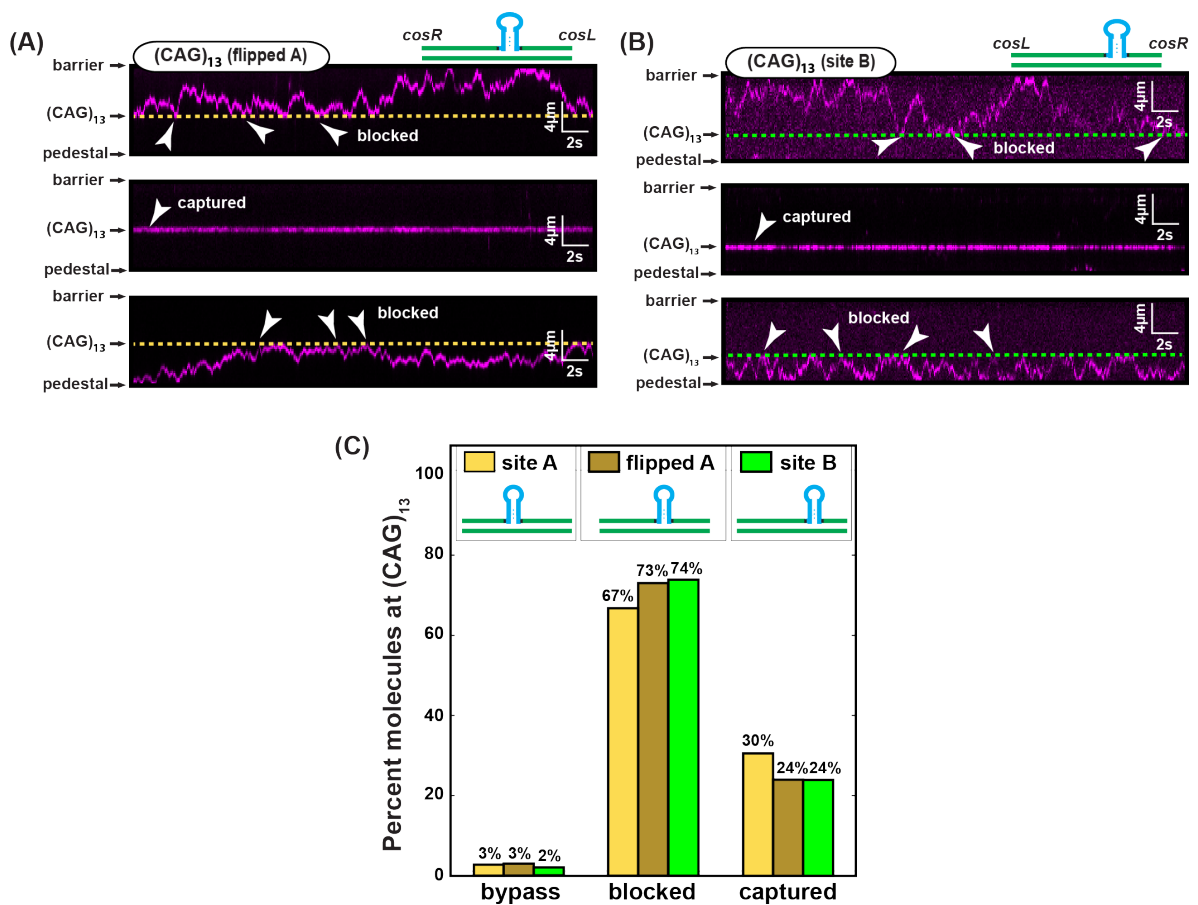 (A)
(CAG)₁₃ (flipped A)
cosR
cosL
barrier
(CAG)₁₃
pedestal
blocked
4µm
2s
barrier
captured
(CAG)₁₃
pedestal
4µm
2s
barrier
blocked
(CAG)₁₃
pedestal
4µm
2s
(B)
(CAG)₁₃ (site B)
cosL
cosR
barrier
(CAG)₁₃
pedestal
blocked
4µm
2s
barrier
captured
(CAG)₁₃
pedestal
4µm
2s
barrier
blocked
(CAG)₁₃
pedestal
4µm
2s
(C)
site A
flipped A
site B
Percent molecules at (CAG)₁₃
100
80
60
40
20
0
3% 3% 2%
67% 73% 74%
30% 24% 24%
bypass blocked captured